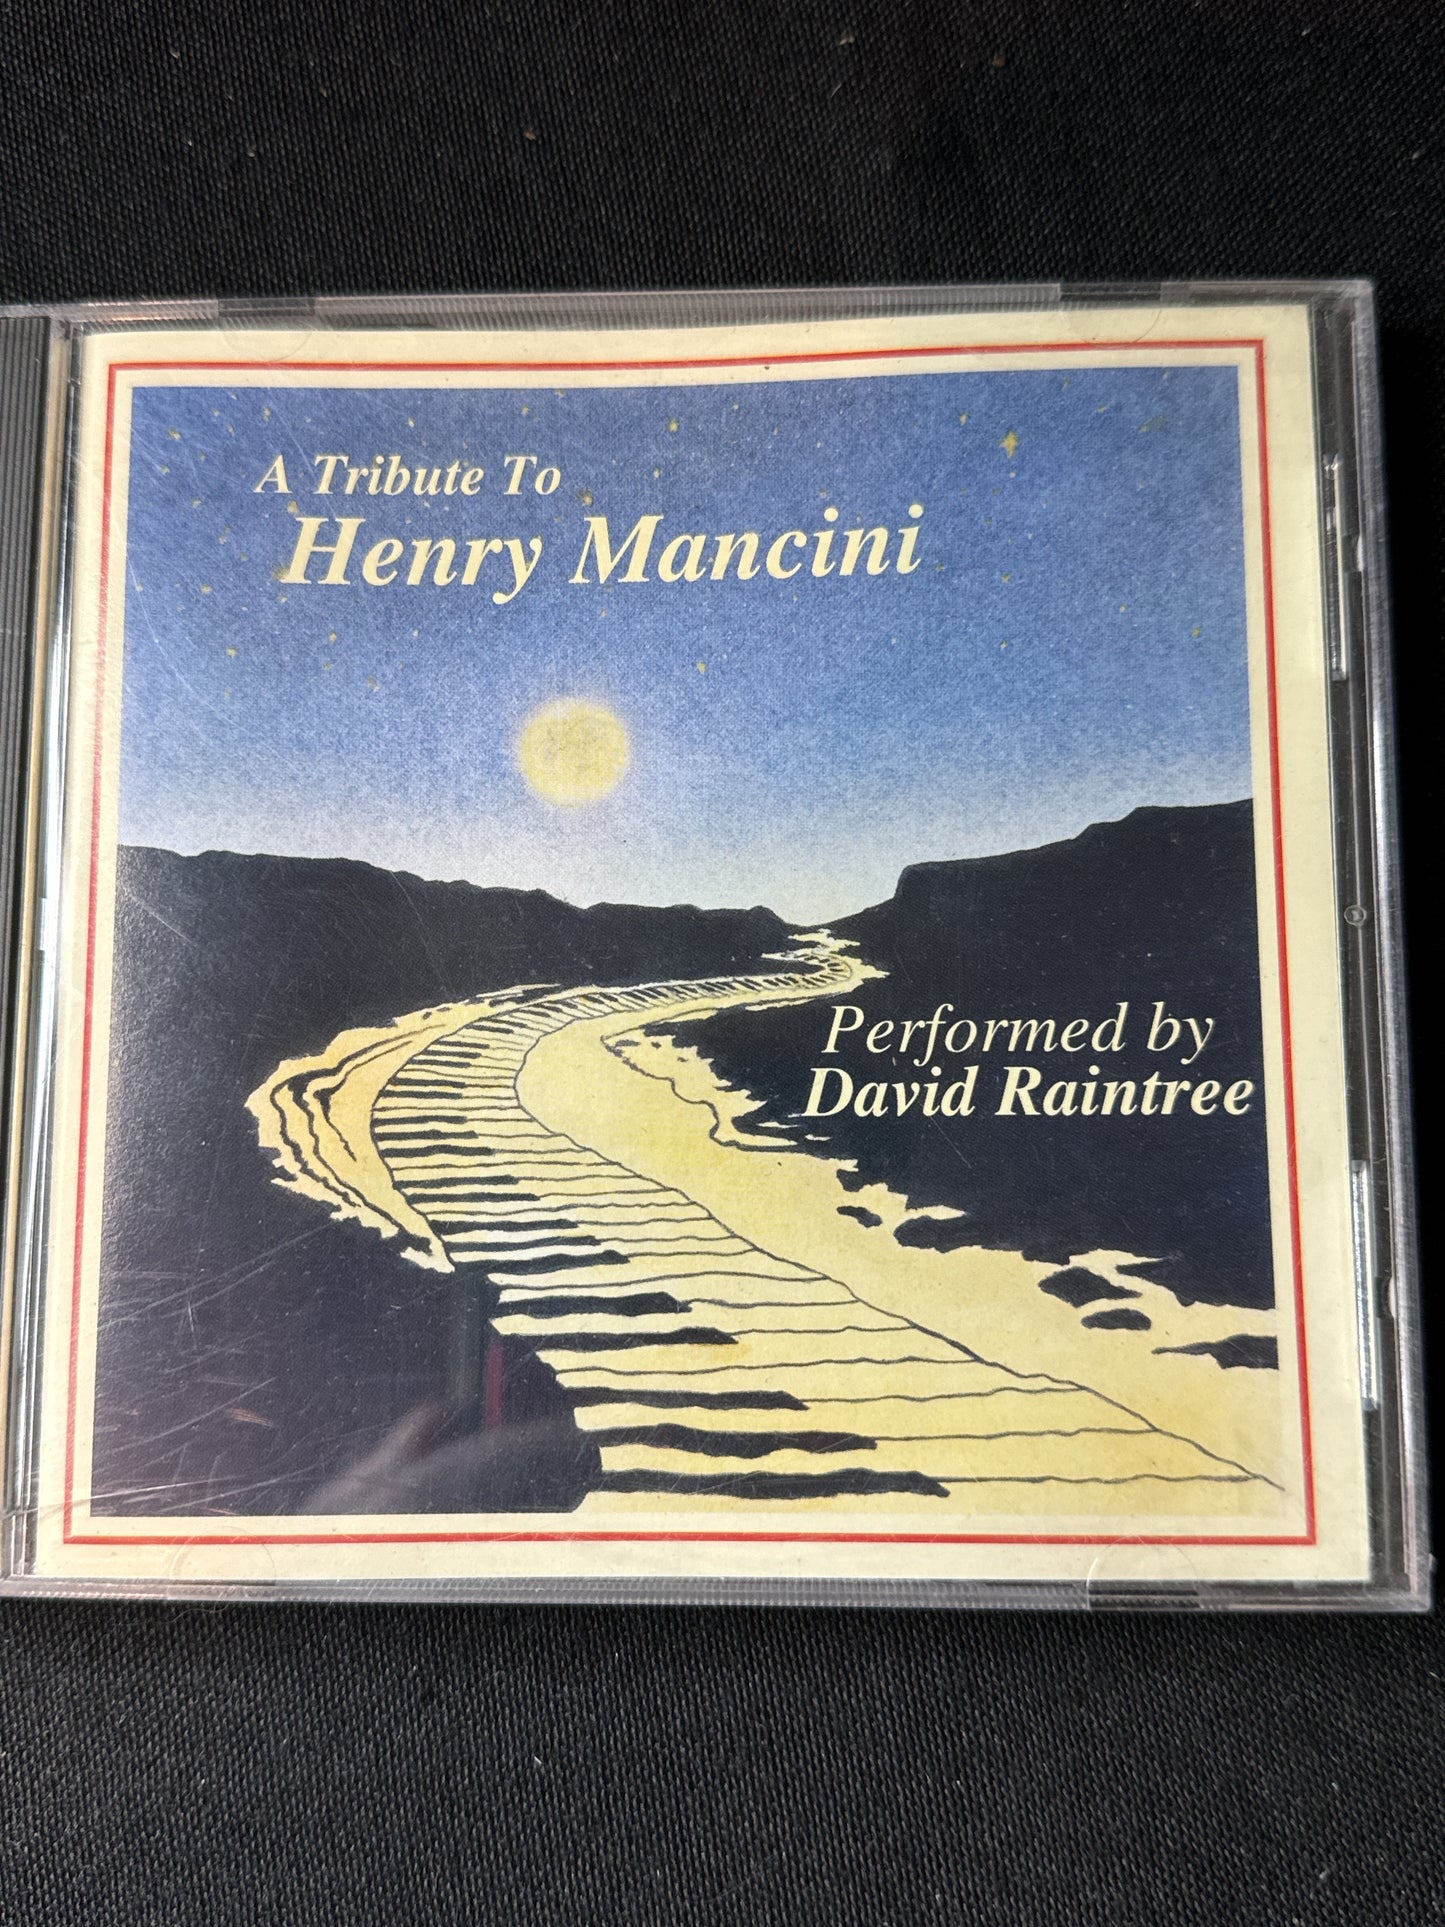 A Tribute To
Henry Mancini
Performed by
David Raintree